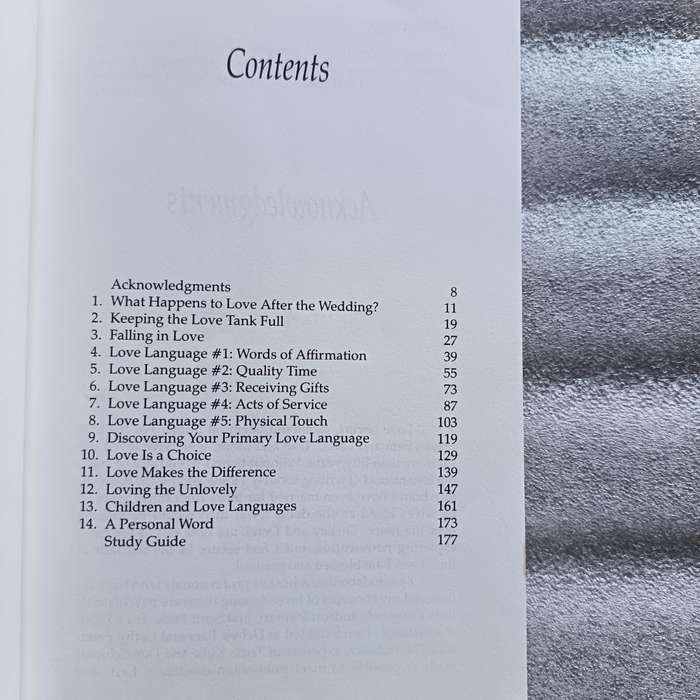 Contents
Acknowledgments 8
1. What Happens to Love After the Wedding? 11
2. Keeping the Love Tank Full 19
3. Falling in Love 27
4. Love Language #1: Words of Affirmation 39
5. Love Language #2: Quality Time 55
6. Love Language #3: Receiving Gifts 73
7. Love Language #4: Acts of Service 87
8. Love Language #5: Physical Touch 103
9. Discovering Your Primary Love Language 119
10. Love Is a Choice 129
11. Love Makes the Difference 139
12. Loving the Unlovely 147
13. Children and Love Languages 161
14. A Personal Word 173
Study Guide 177